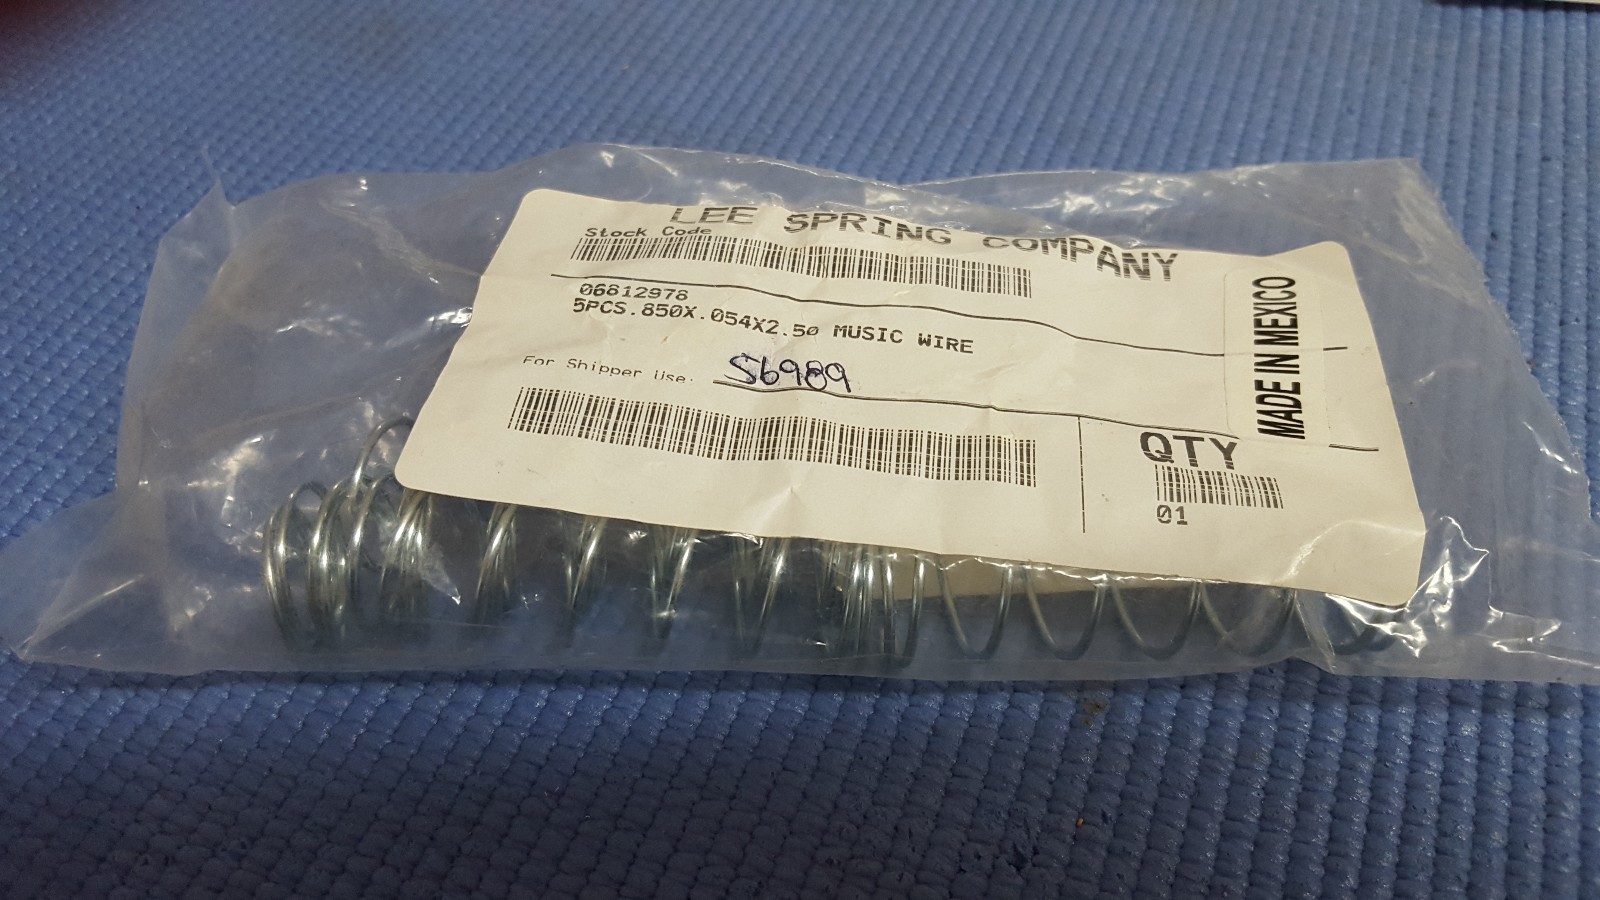 LEE SPRING COMPANY
Stock Code
06812978
5PCS.850X.054X2.50 MUSIC WIRE
For Shipper Use:
S6989
QTY
01
MADE IN MEXICO